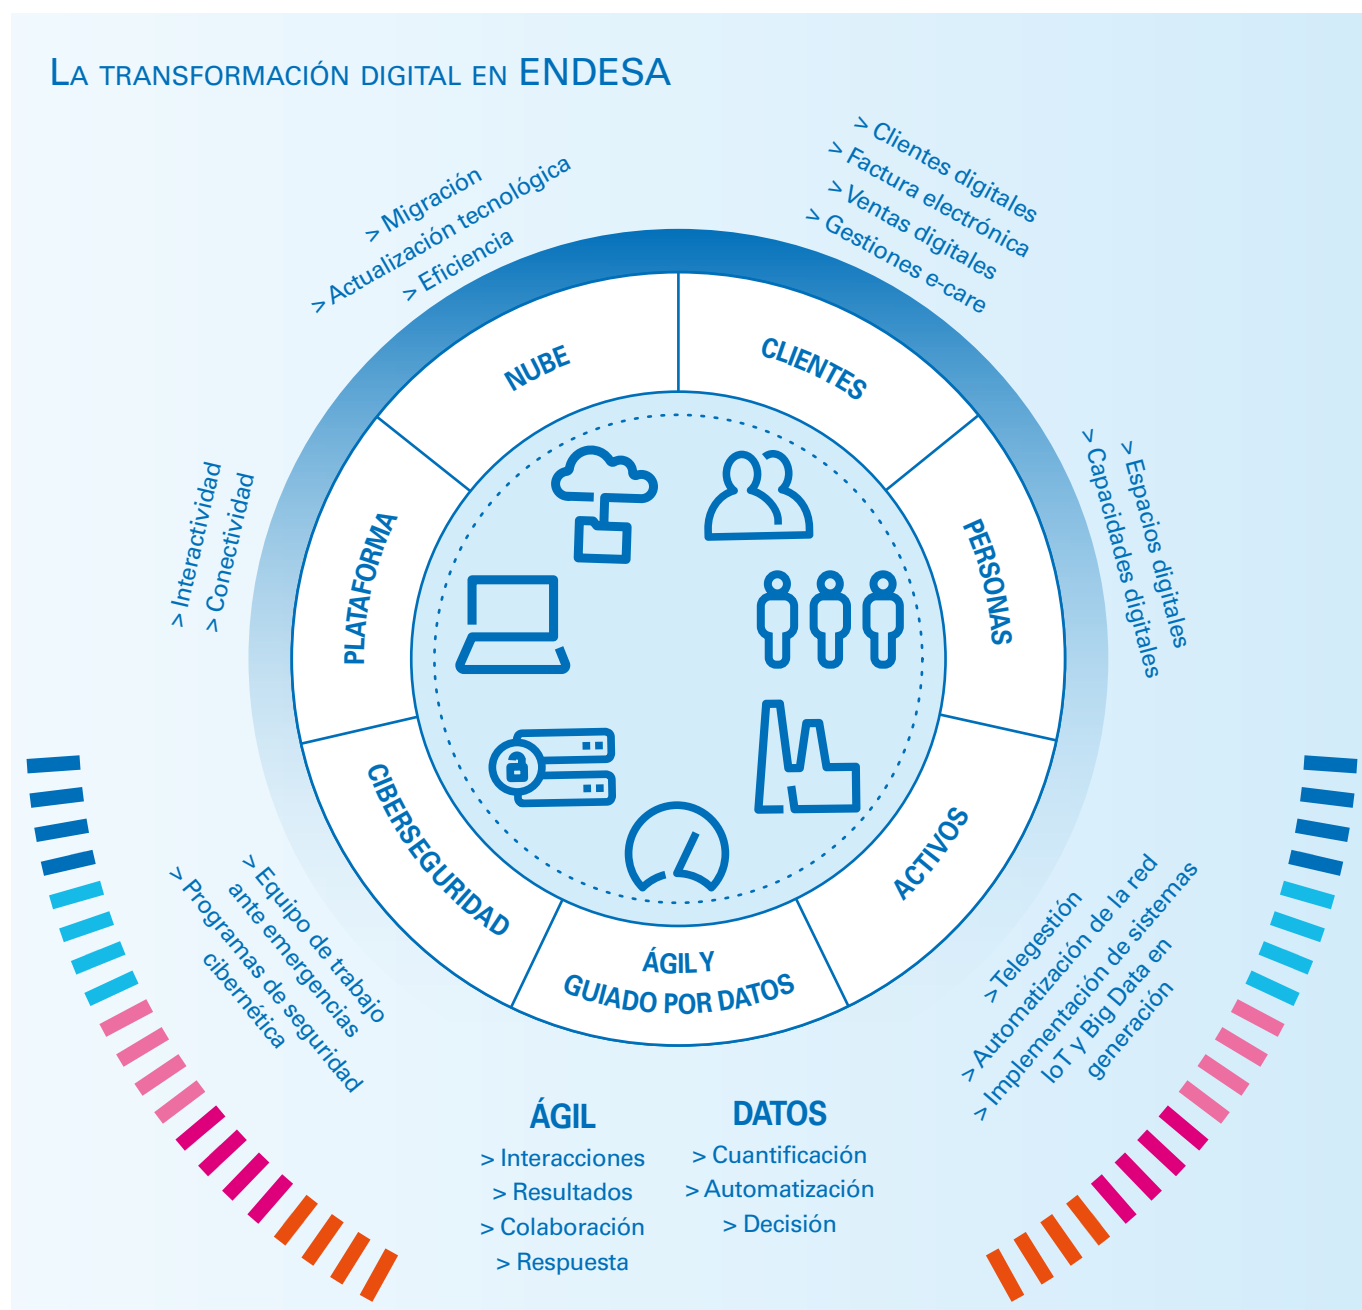 LA TRANSFORMACIÓN DIGITAL EN ENDESA
> Migración
> Actualización tecnológica
> Eficiencia
> Clientes digitales
> Factura electrónica
> Ventas digitales
> Gestiones e-care
NUBE
CLIENTES
> Interactividad
> Conectividad
PLATAFORMA
PERSONAS
> Espacios digitales
> Capacidades digitales
CIBERSEGURIDAD
ACTIVOS
> Equipo de trabajo
ante emergencias
> Programas de seguridad
cibernética
ÁGIL Y
GUIADO POR DATOS
> Telegestión
> Automatización de la red
> Implementación de sistemas
IoT y Big Data en
generación
ÁGIL
> Interacciones
> Resultados
> Colaboración
> Respuesta
DATOS
> Cuantificación
> Automatización
> Decisión